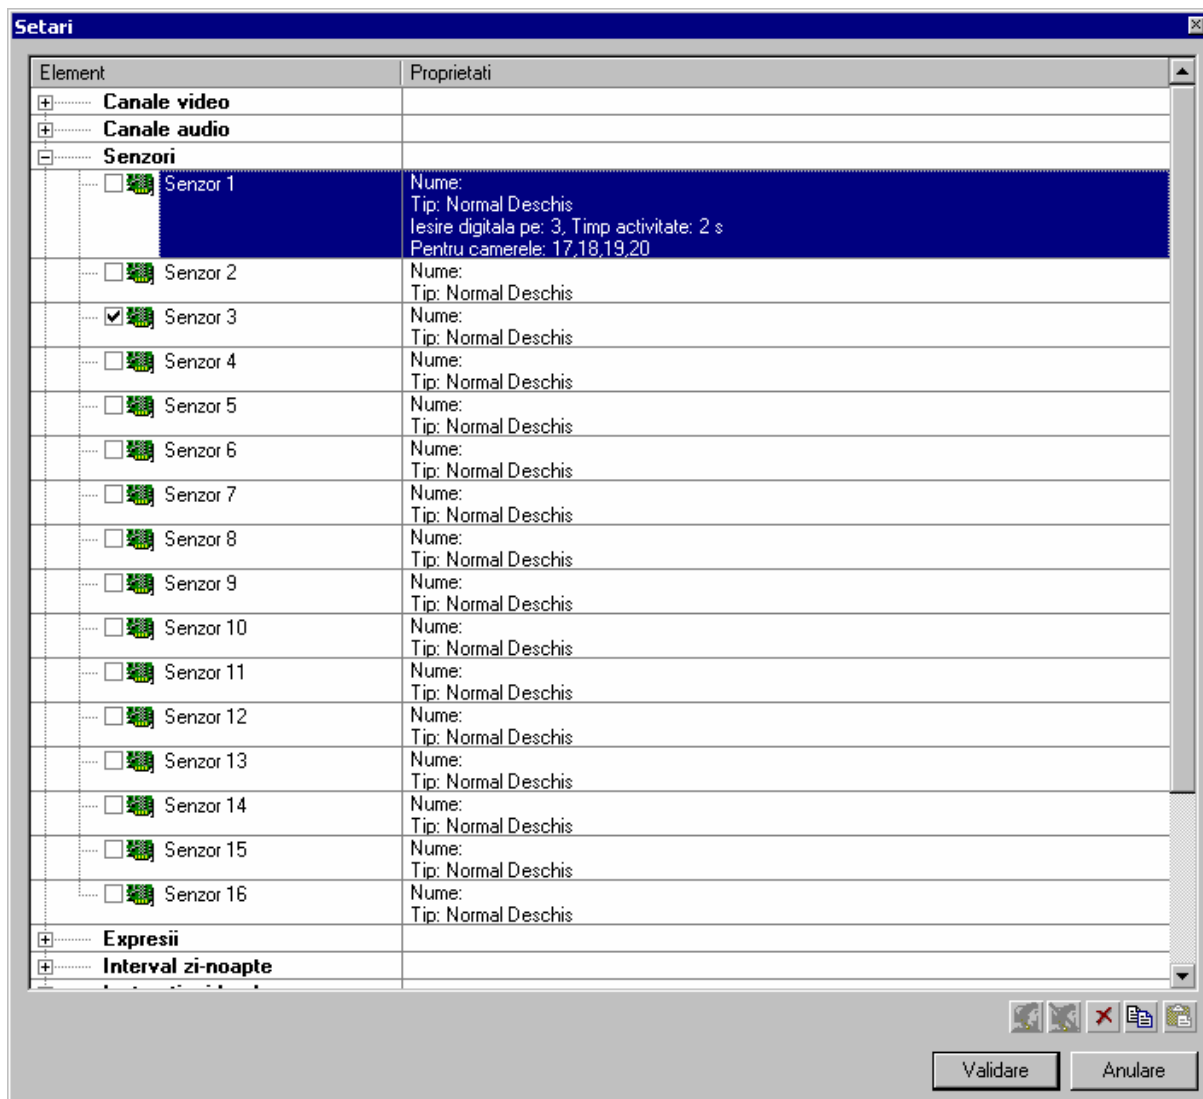 Setari
Element Proprietati
Canale video
Canale audio
Senzori
Senzor 1 Nume:
Tip: Normal Deschis
Iesire digitala pe: 3, Timp activitate: 2 s
Pentru camerele: 17,18,19,20
Senzor 2 Nume:
Tip: Normal Deschis
Senzor 3 Nume:
Tip: Normal Deschis
Senzor 4 Nume:
Tip: Normal Deschis
Senzor 5 Nume:
Tip: Normal Deschis
Senzor 6 Nume:
Tip: Normal Deschis
Senzor 7 Nume:
Tip: Normal Deschis
Senzor 8 Nume:
Tip: Normal Deschis
Senzor 9 Nume:
Tip: Normal Deschis
Senzor 10 Nume:
Tip: Normal Deschis
Senzor 11 Nume:
Tip: Normal Deschis
Senzor 12 Nume:
Tip: Normal Deschis
Senzor 13 Nume:
Tip: Normal Deschis
Senzor 14 Nume:
Tip: Normal Deschis
Senzor 15 Nume:
Tip: Normal Deschis
Senzor 16 Nume:
Tip: Normal Deschis
Expresii
Interval zi-noapte
Validare Anulare